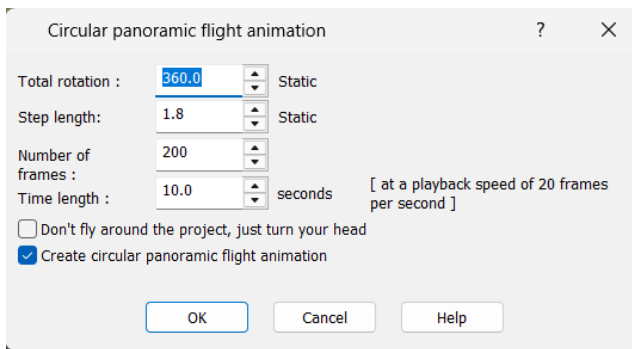 Circular panoramic flight animation ? ×
Total rotation : 360.0 Static
Step length: 1.8 Static
Number of
frames : 200
Time length : 10.0 seconds [ at a playback speed of 20 frames
per second ]
Don't fly around the project, just turn your head
Create circular panoramic flight animation
OK Cancel Help